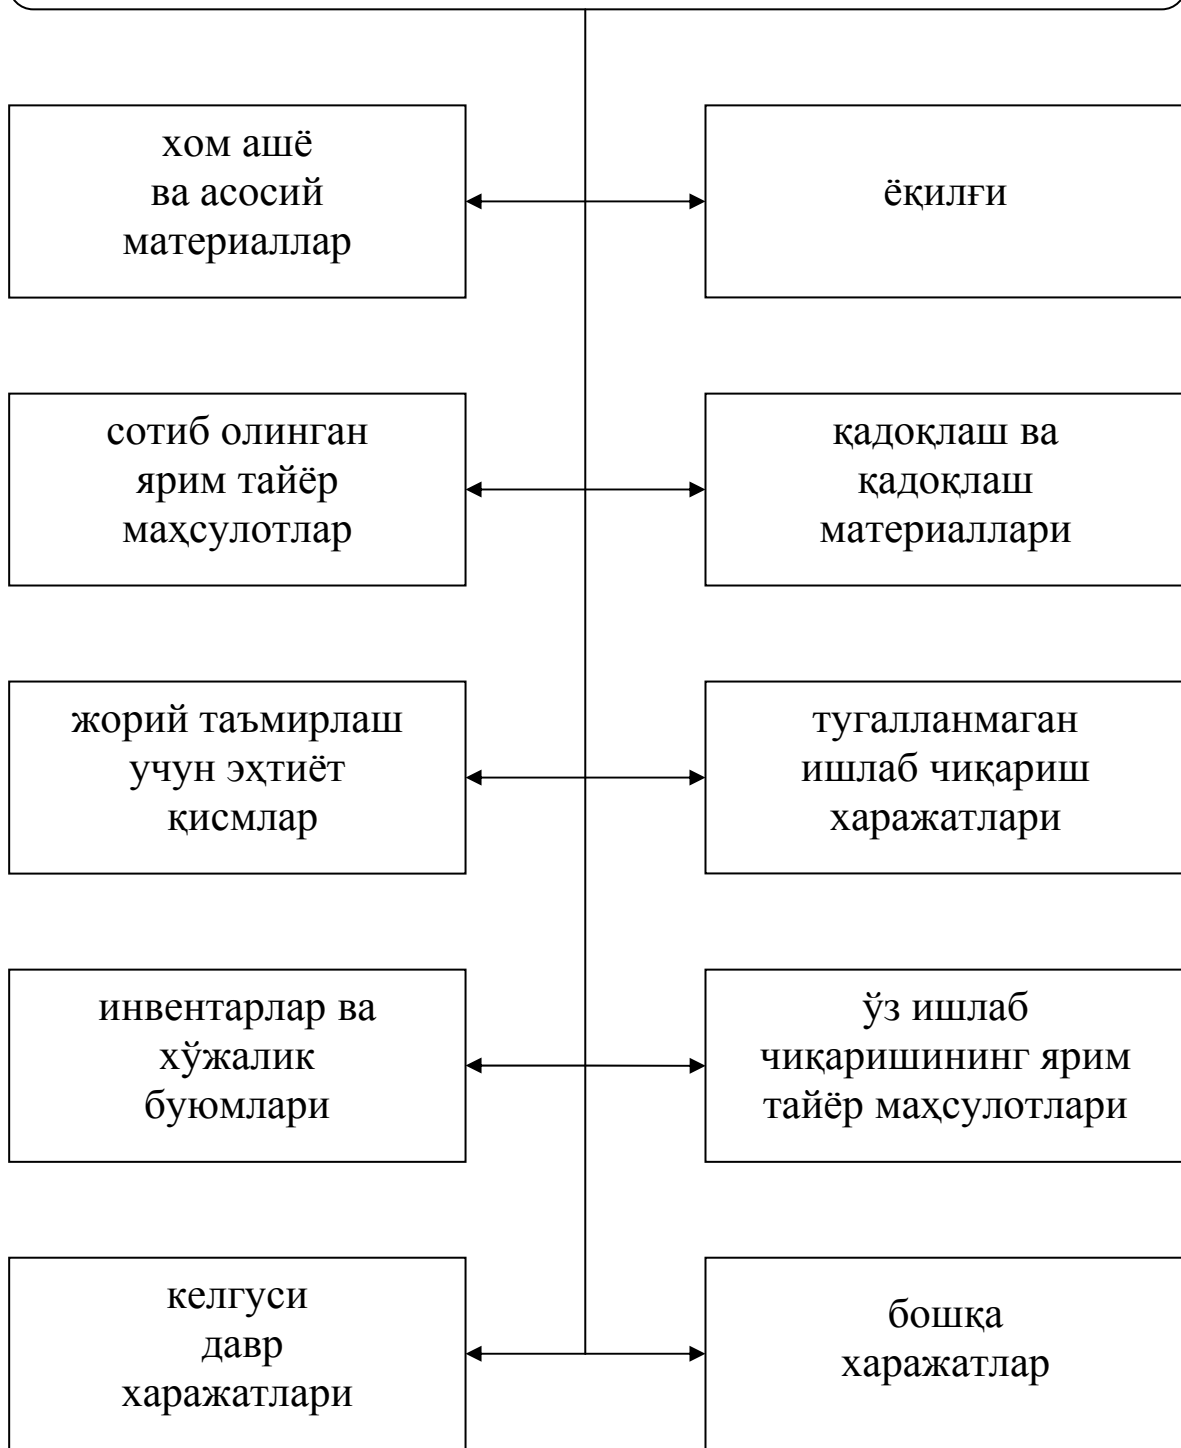 хом ашё
ва асосий
материаллар
ёқилғи
сотиб олинган
ярим тайёр
маҳсулотлар
қадоқлаш ва
қадоқлаш
материаллари
жорий таъмирлаш
учун эҳтиёт
қисмлар
тугалланмаган
ишлаб чиқариш
харажатлари
инвентарлар ва
хўжалик
буюмлари
ўз ишлаб
чиқаришининг ярим
тайёр маҳсулотлари
келгуси
давр
харажатлари
бошқа
харажатлар